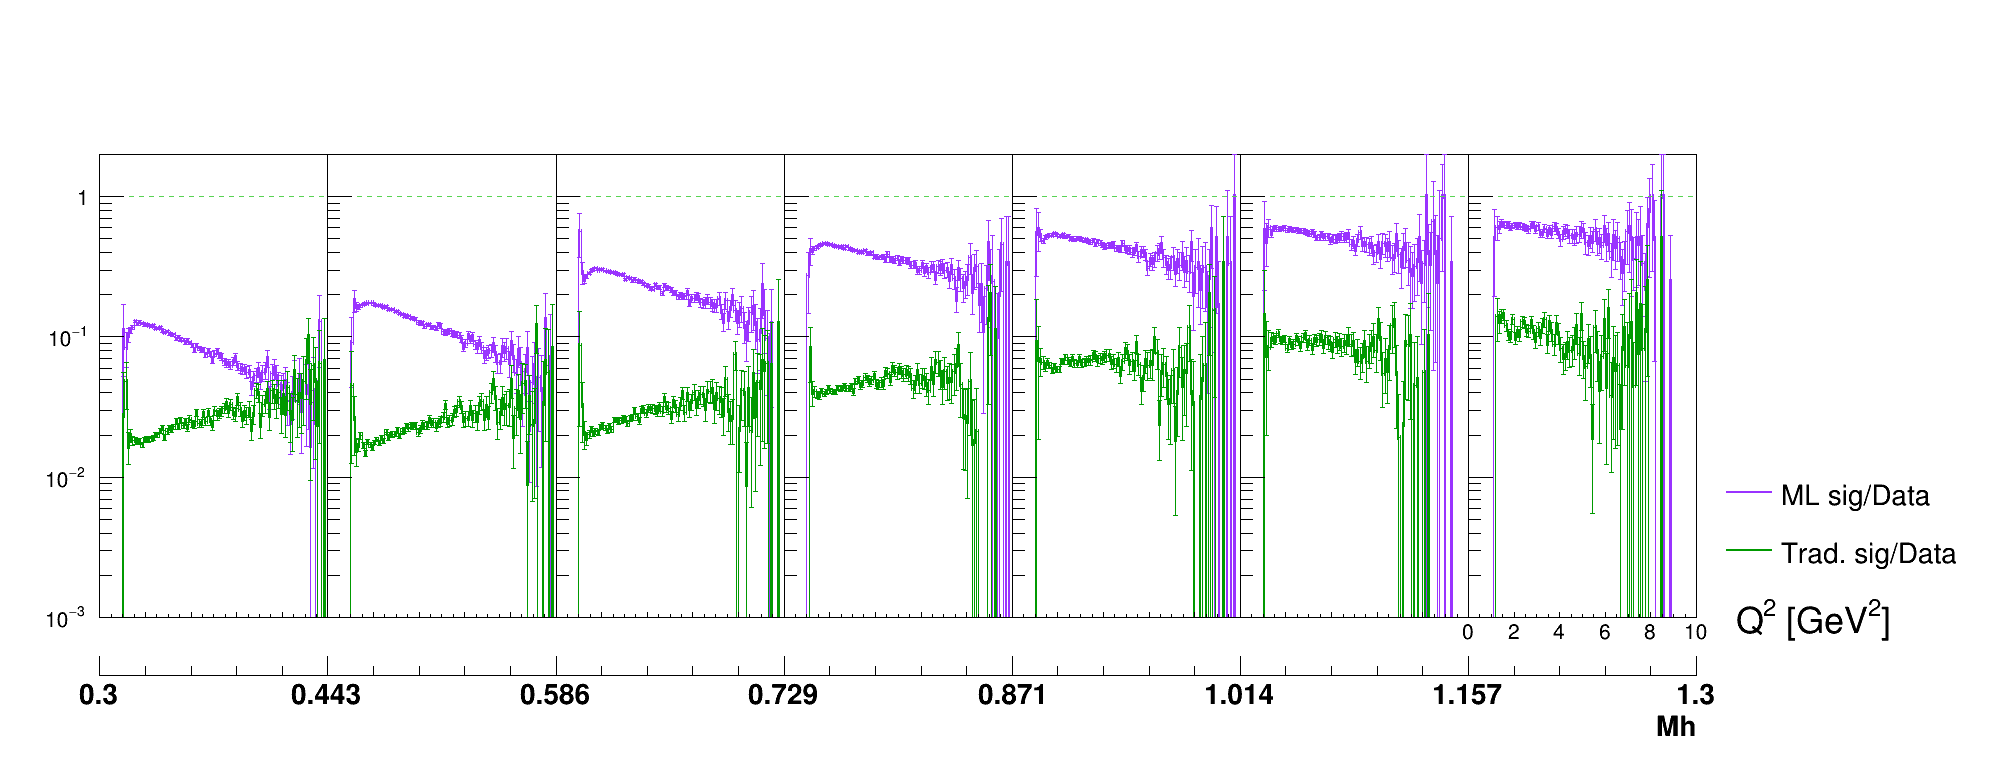 1
10⁻¹
10⁻²
10⁻³
ML sig/Data
Trad. sig/Data
Q² [GeV²]
0 2 4 6 8 10
0.3 0.443 0.586 0.729 0.871 1.014 1.157 1.3
Mh